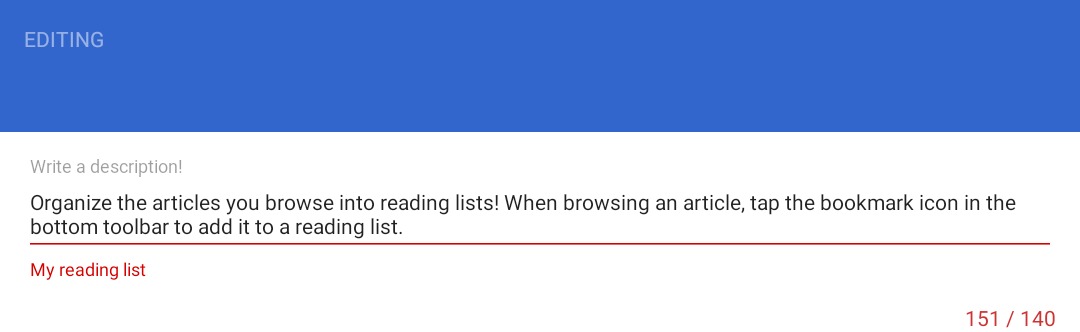 EDITING
Write a description!
Organize the articles you browse into reading lists! When browsing an article, tap the bookmark icon in the
bottom toolbar to add it to a reading list.
My reading list
151 / 140